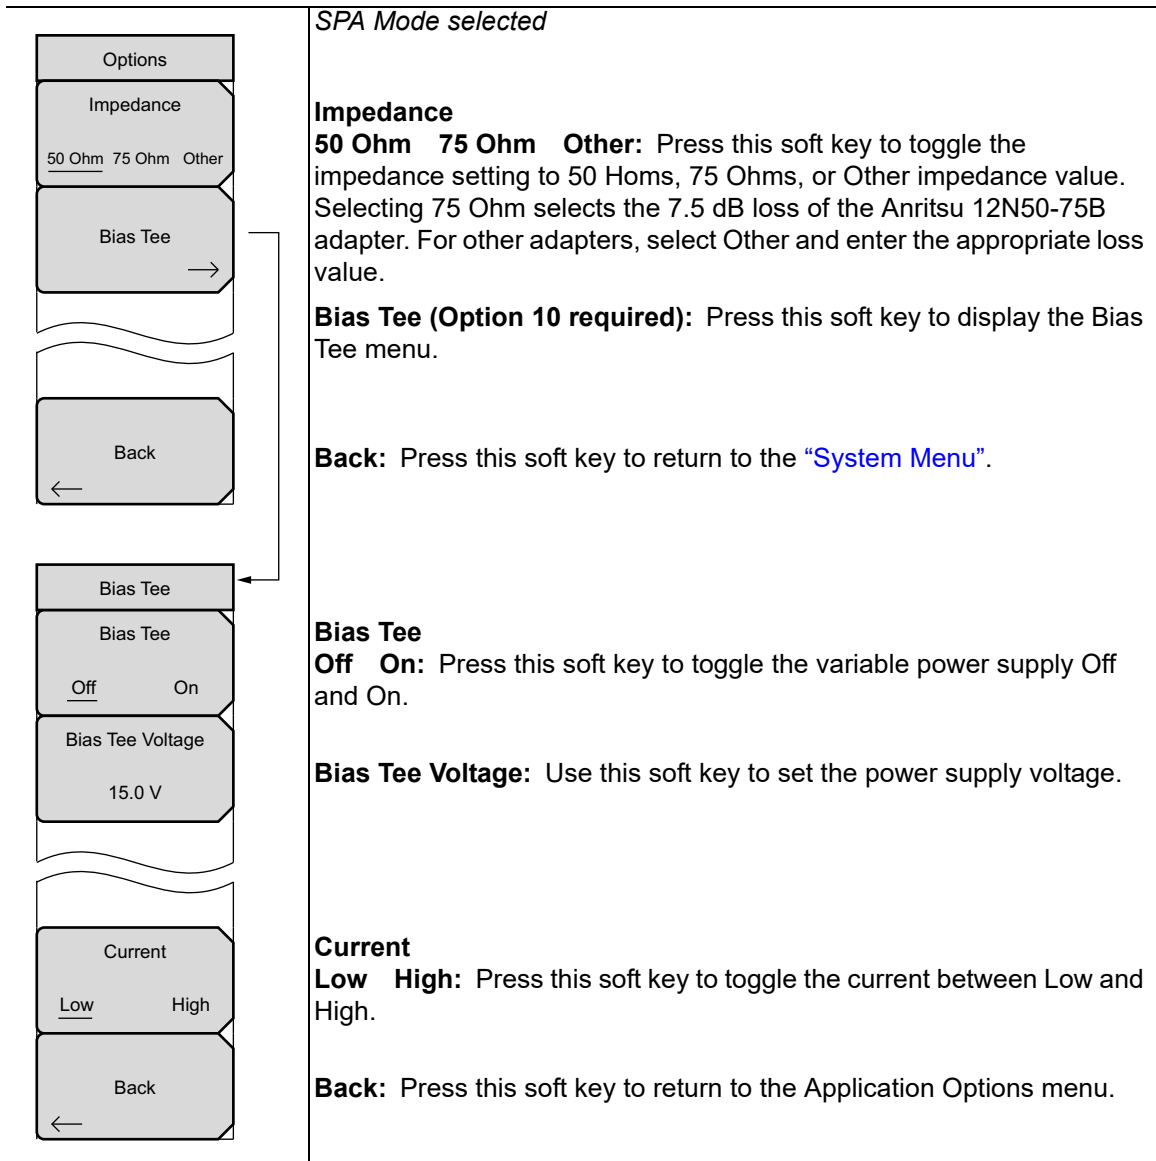 SPA Mode selected
Options
Impedance
50 Ohm 75 Ohm Other
Bias Tee
Back
Impedance
50 Ohm 75 Ohm Other: Press this soft key to toggle the
impedance setting to 50 Homs, 75 Ohms, or Other impedance value.
Selecting 75 Ohm selects the 7.5 dB loss of the Anritsu 12N50-75B
adapter. For other adapters, select Other and enter the appropriate loss
value.
Bias Tee (Option 10 required): Press this soft key to display the Bias
Tee menu.
Back: Press this soft key to return to the “System Menu”.
Bias Tee
Bias Tee
Off On
Bias Tee Voltage
15.0 V
Current
Low High
Back
Bias Tee
Off On: Press this soft key to toggle the variable power supply Off
and On.
Bias Tee Voltage: Use this soft key to set the power supply voltage.
Current
Low High: Press this soft key to toggle the current between Low and
High.
Back: Press this soft key to return to the Application Options menu.